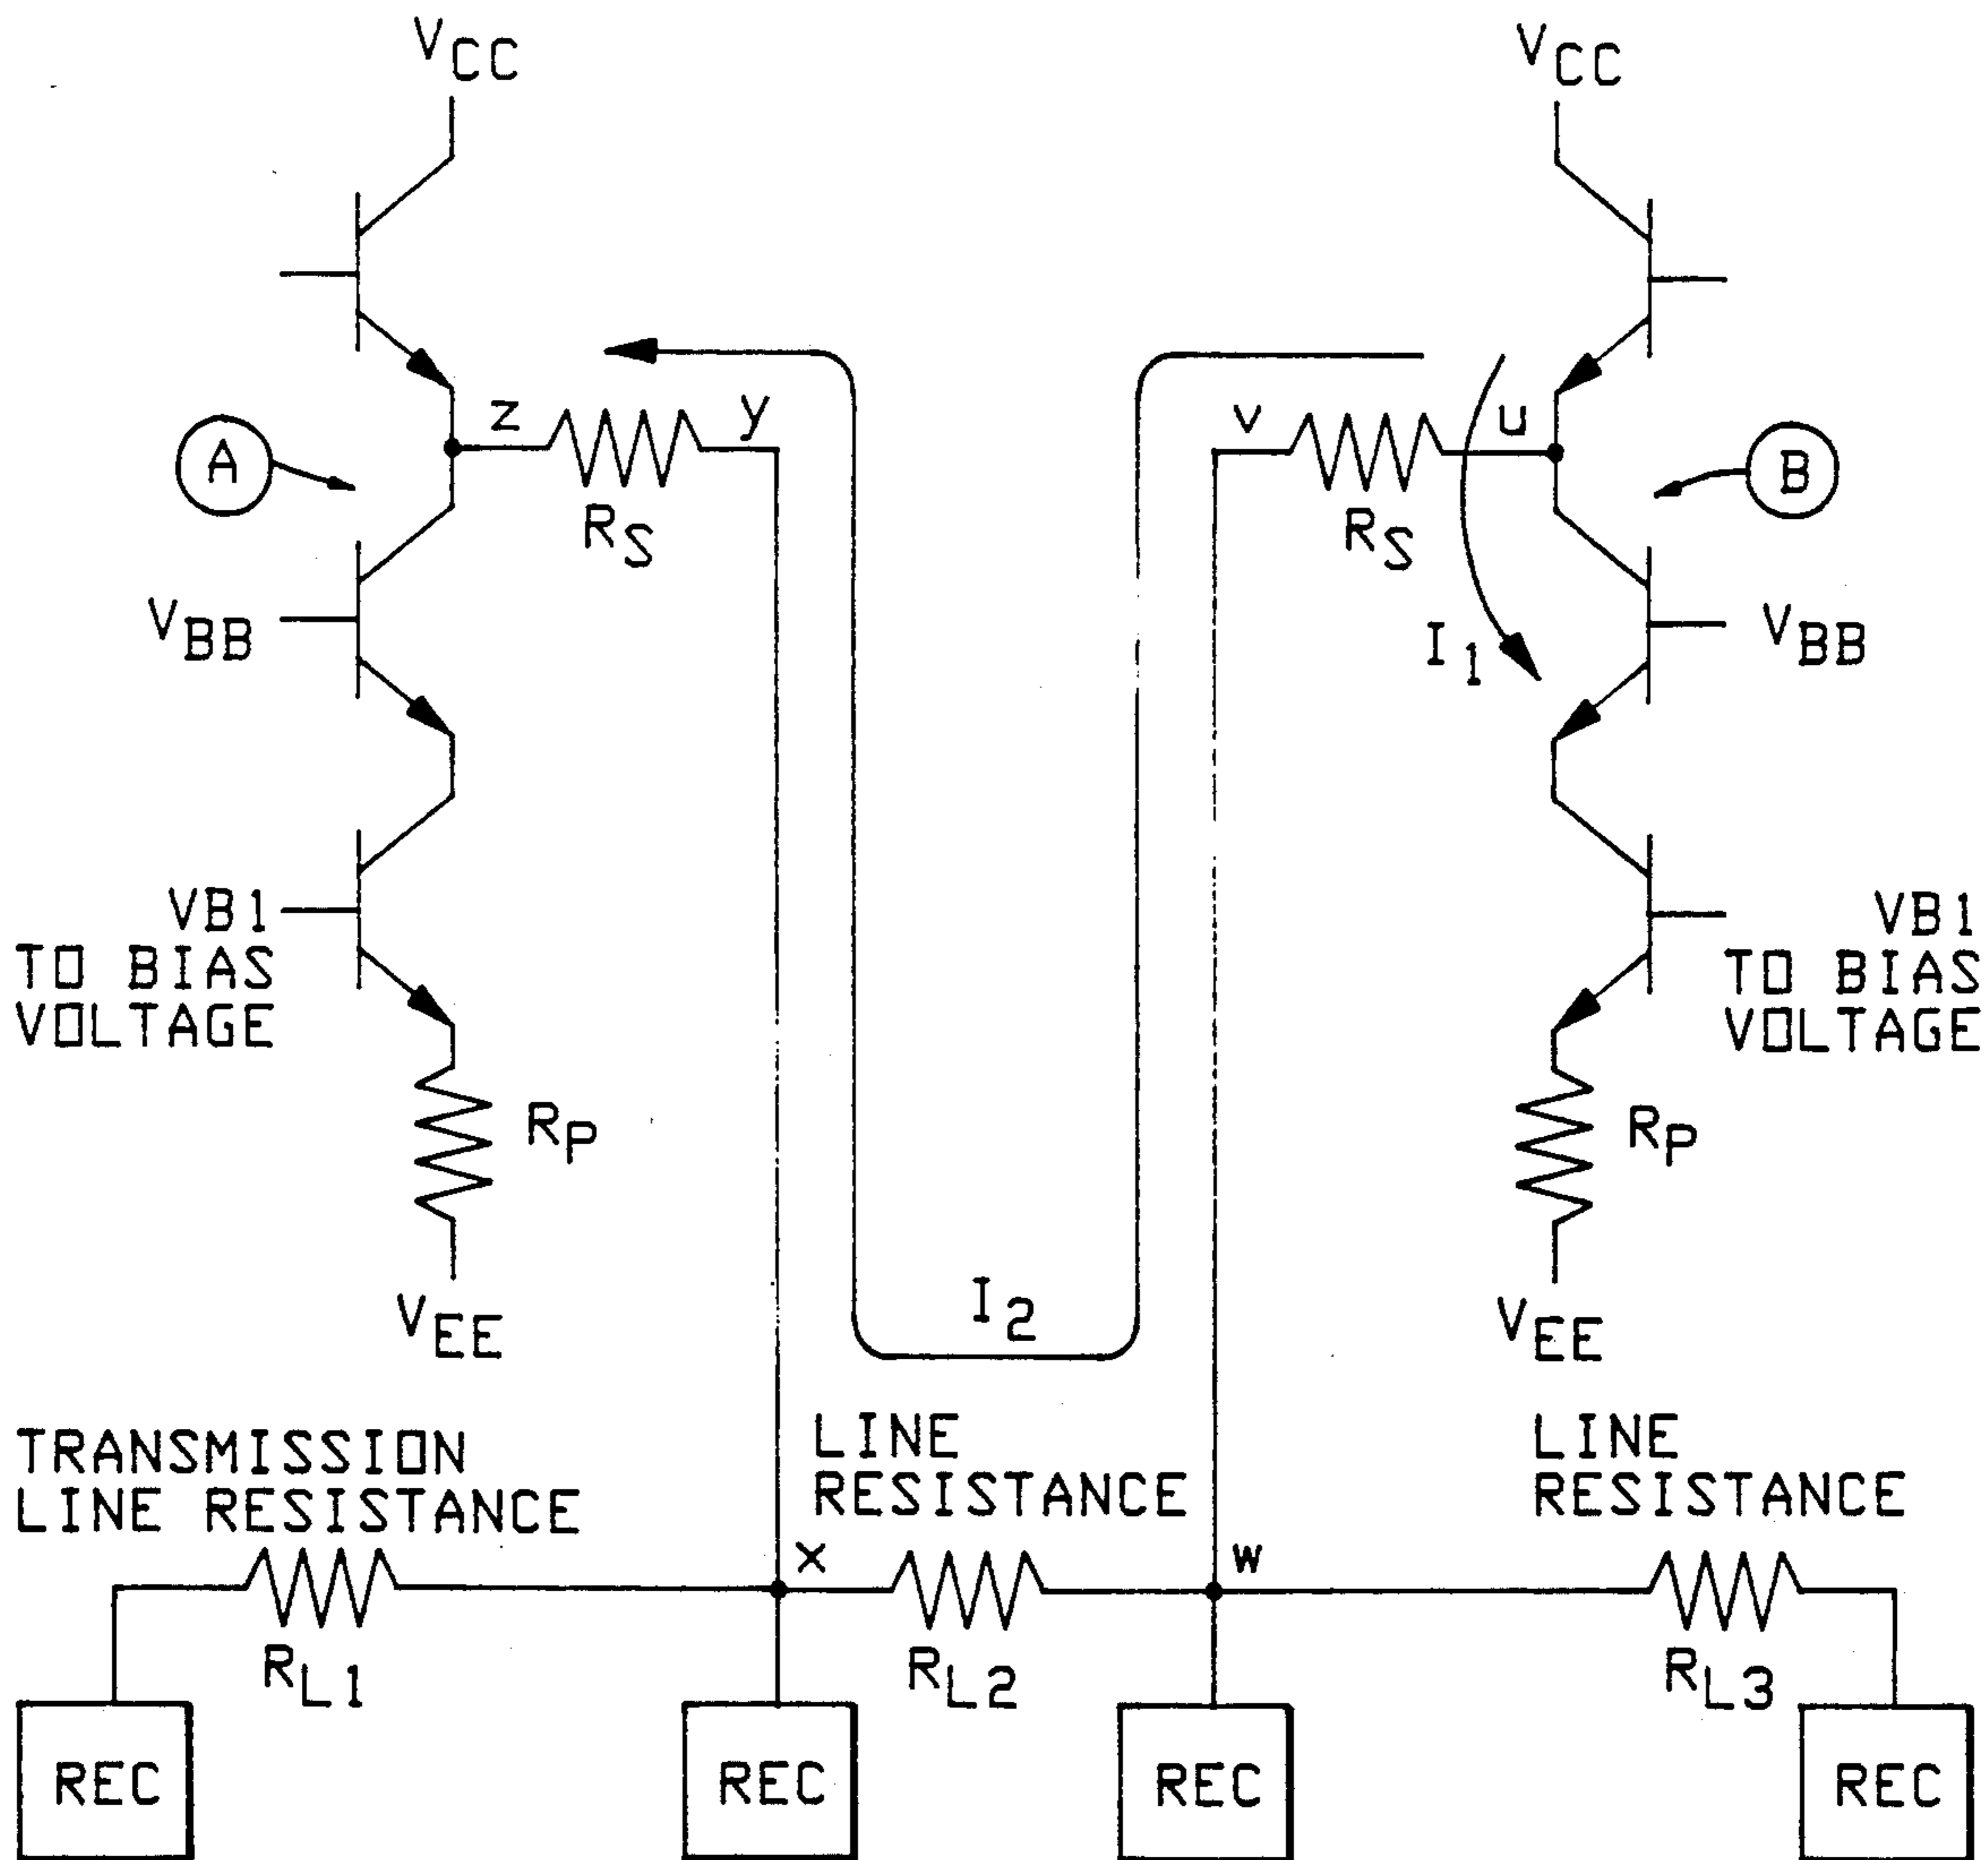 VCC
VCC
z
y
v
u
A
B
RS
RS
VBB
I1
VBB
VB1
TO BIAS
VOLTAGE
VB1
TO BIAS
VOLTAGE
RP
RP
I2
VEE
VEE
TRANSMISSION
LINE RESISTANCE
LINE
RESISTANCE
LINE
RESISTANCE
x
w
RL1
RL2
RL3
REC
REC
REC
REC